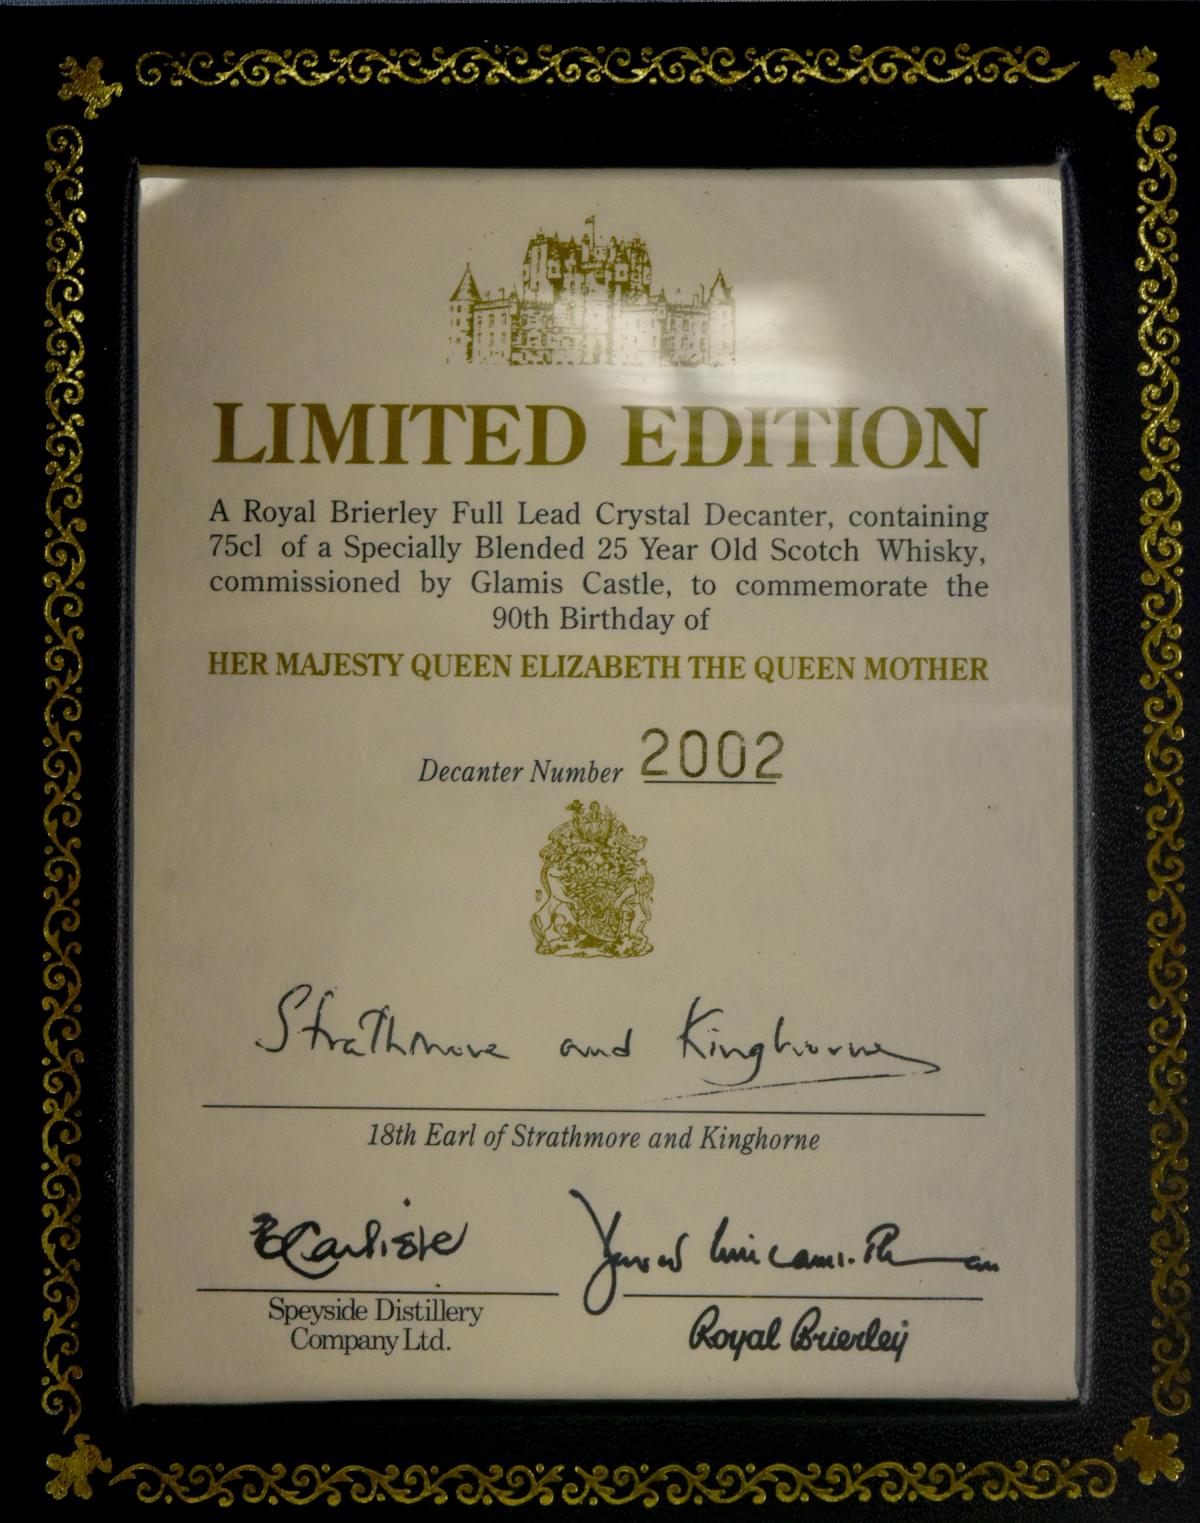 LIMITED EDITION
A Royal Brierley Full Lead Crystal Decanter, containing
75cl of a Specially Blended 25 Year Old Scotch Whisky,
commissioned by Glamis Castle, to commemorate the
90th Birthday of
HER MAJESTY QUEEN ELIZABETH THE QUEEN MOTHER
Decanter Number 2002
Strathmore and Kinghorne
18th Earl of Strathmore and Kinghorne
Carlisle
Speyside Distillery
Company Ltd.
Royal Brierley